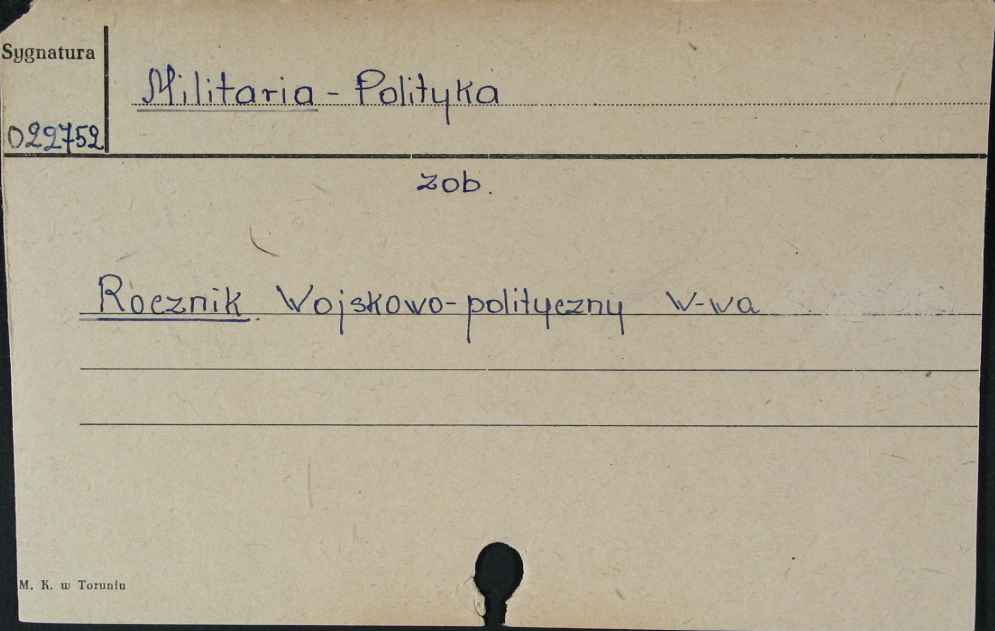 Sygnatura
Militaria - Polityka
022752
zob.
Rocznik Wojskowo-polityczny W-wa
M. K. w Toruniu